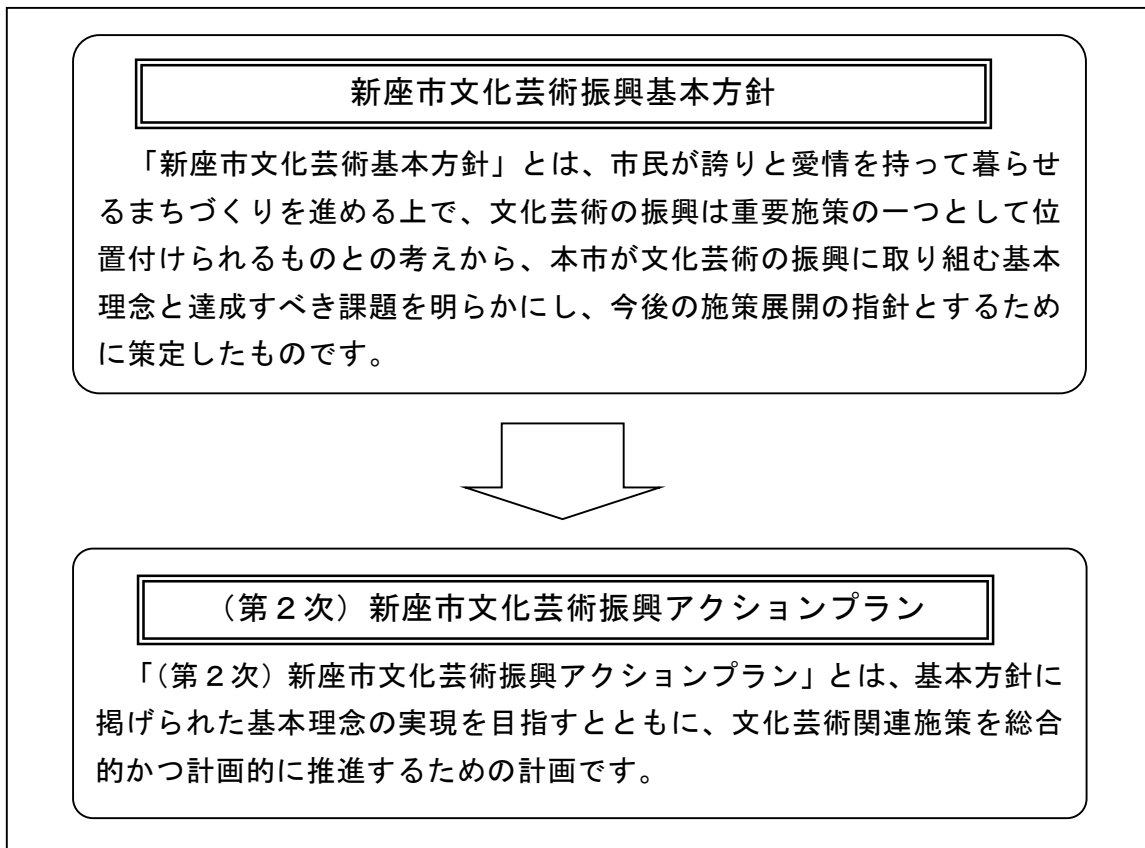 新座市文化芸術振興基本方針
「新座市文化芸術基本方針」とは、市民が誇りと愛情を持って暮らせ
るまちづくりを進める上で、文化芸術の振興は重要施策の一つとして位
置付けられるものとの考えから、本市が文化芸術の振興に取り組む基本
理念と達成すべき課題を明らかにし、今後の施策展開の指針とするため
に策定したものです。
（第２次）新座市文化芸術振興アクションプラン
「（第２次）新座市文化芸術振興アクションプラン」とは、基本方針に
掲げられた基本理念の実現を目指すとともに、文化芸術関連施策を総合
的かつ計画的に推進するための計画です。